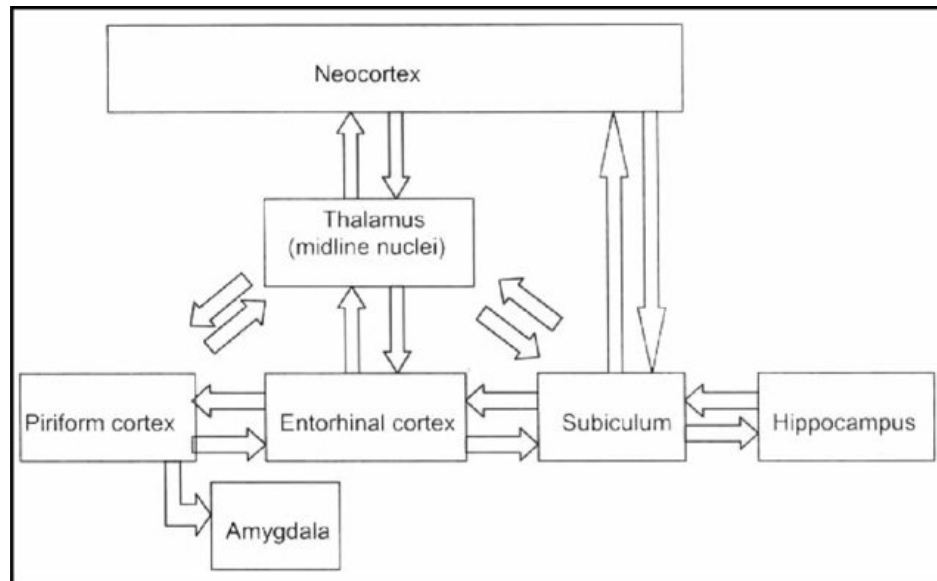 Neocortex
Thalamus
(midline nuclei)
Piriform cortex
Entorhinal cortex
Subiculum
Hippocampus
Amygdala